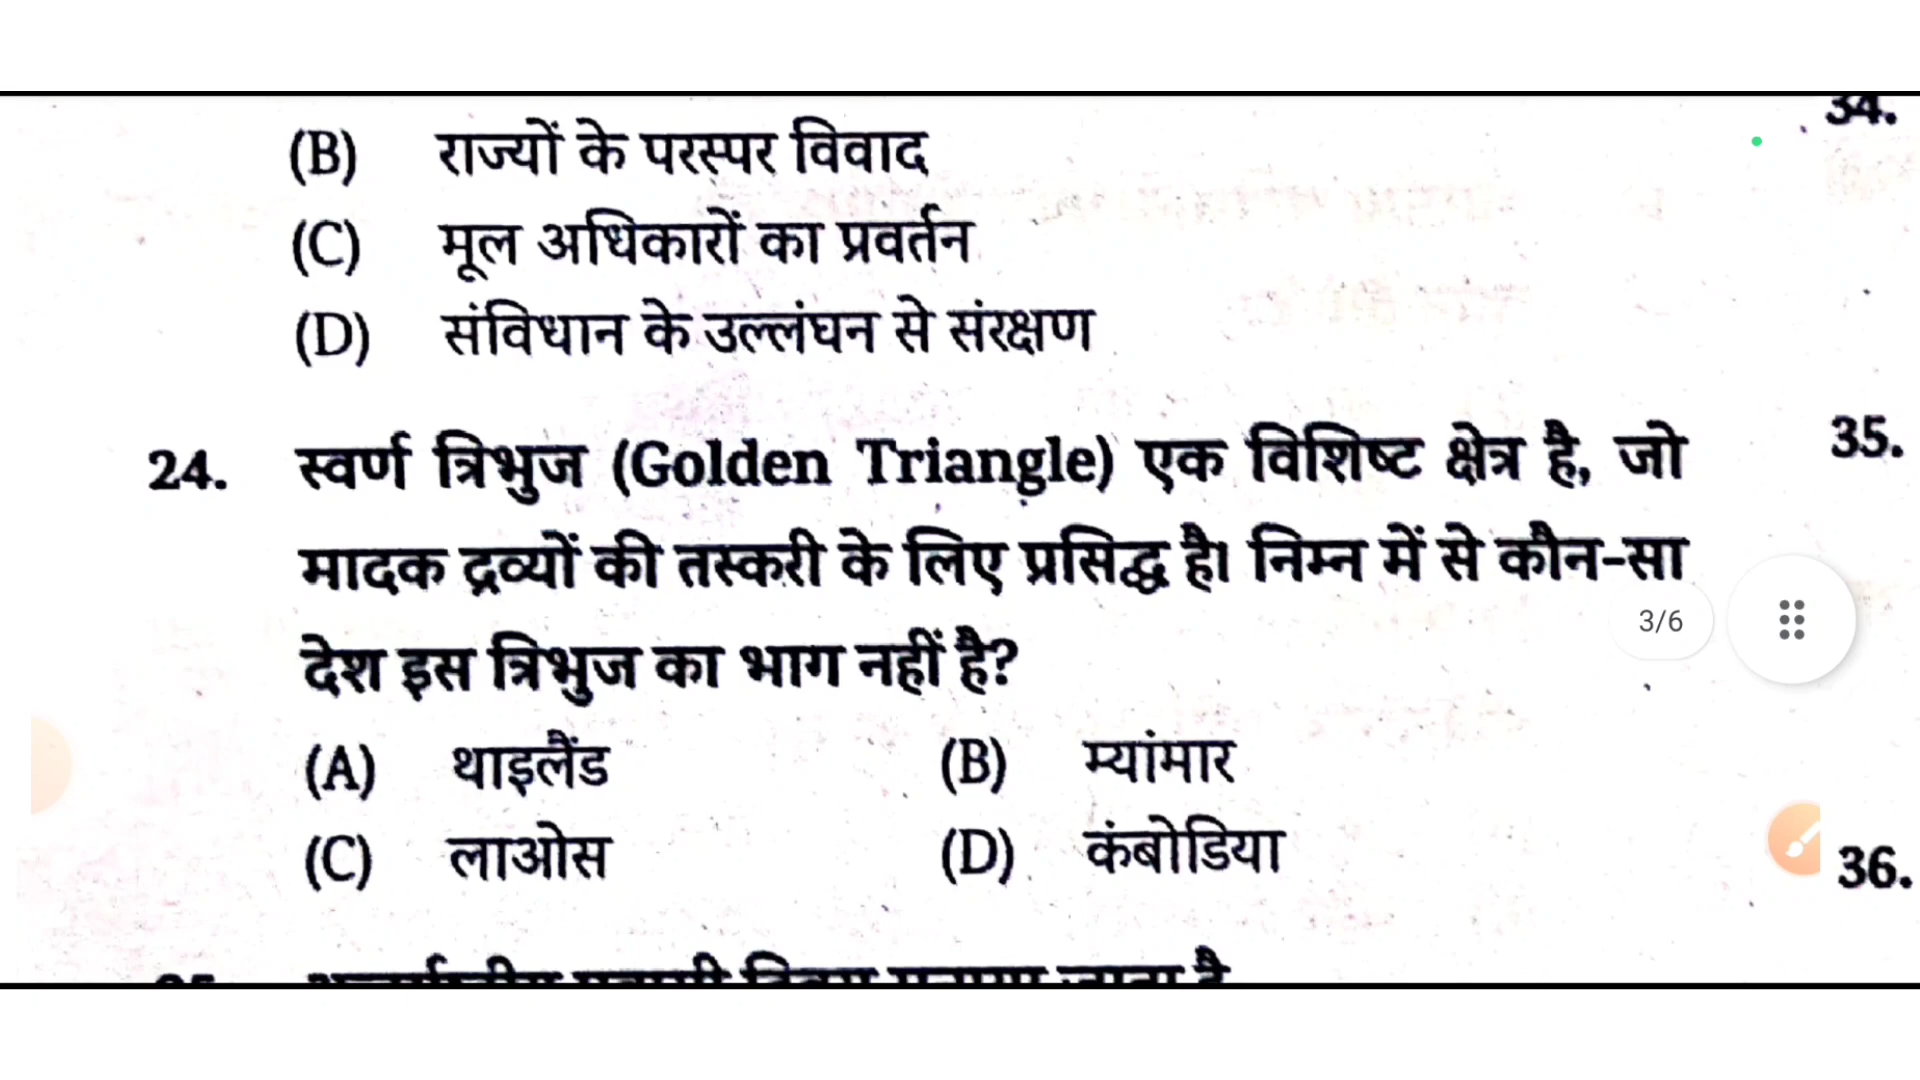 34.
(B) राज्यों के परस्पर विवाद
(C) मूल अधिकारों का प्रवर्तन
(D) संविधान के उल्लंघन से संरक्षण
24. स्वर्ण त्रिभुज (Golden Triangle) एक विशिष्ट क्षेत्र है, जो
35.
मादक द्रव्यों की तस्करी के लिए प्रसिद्ध है। निम्न में से कौन-सा
3/6
देश इस त्रिभुज का भाग नहीं है?
(A) थाइलैंड (B) म्यांमार
(C) लाओस (D) कंबोडिया
36.